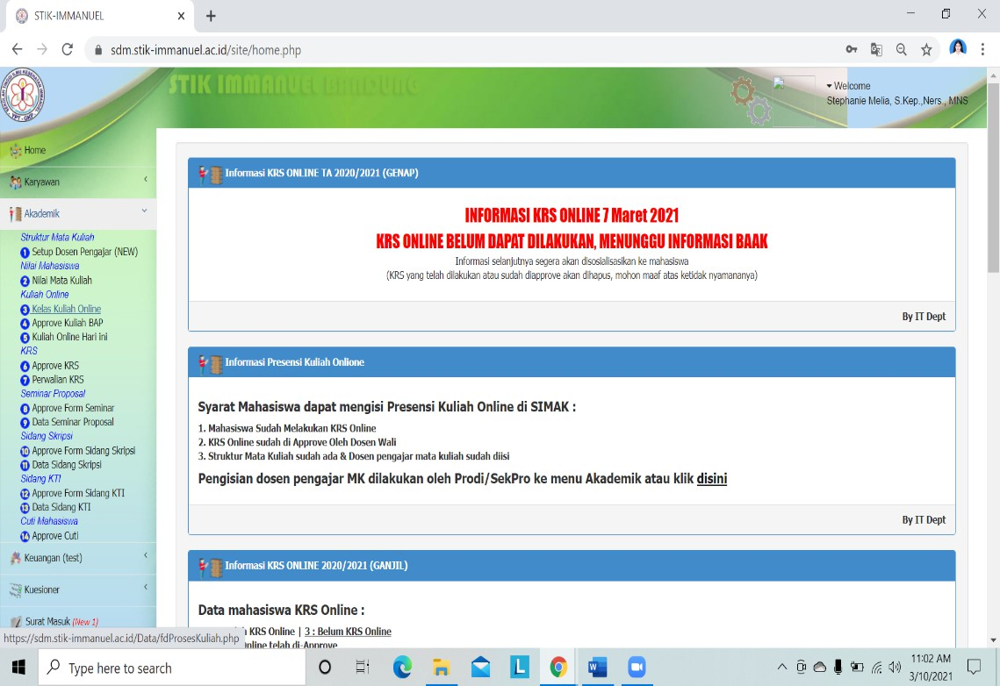 STIK-IMMANUEL
sdm.stik-immanuel.ac.id/site/home.php
STIK IMMANUEL BANDUNG
Welcome
Stephanie Melia, S.Kep.,Ners., MNS
Home
Karyawan
Akademik
Struktur Mata Kuliah
1 Setup Dosen Pengajar (NEW)
Nilai Mahasiswa
2 Nilai Mata Kuliah
Kuliah Online
3 Kelas Kuliah Online
4 Approve Kuliah BAP
5 Kuliah Online Hari ini
KRS
6 Approve KRS
7 Perwalian KRS
Seminar Proposal
8 Approve Form Seminar
9 Data Seminar Proposal
Sidang Skripsi
10 Approve Form Sidang Skripsi
11 Data Sidang Skripsi
Sidang KTI
12 Approve Form Sidang KTI
13 Data Sidang KTI
Cuti Mahasiswa
14 Approve Cuti
Keuangan (test)
Kuesioner
Surat Masuk (New 1)
Informasi KRS ONLINE TA 2020/2021 (GENAP)
INFORMASI KRS ONLINE 7 Maret 2021
KRS ONLINE BELUM DAPAT DILAKUKAN, MENUNGGU INFORMASI BAAK
Informasi selanjutnya segera akan disosialisasikan ke mahasiswa
(KRS yang telah dilakukan atau sudah diapprove akan dihapus, mohon maaf atas ketidak nyamananya)
By IT Dept
Informasi Presensi Kuliah Onlione
Syarat Mahasiswa dapat mengisi Presensi Kuliah Online di SIMAK :
1. Mahasiswa Sudah Melakukan KRS Online
2. KRS Online sudah di Approve Oleh Dosen Wali
3. Struktur Mata Kuliah sudah ada & Dosen pengajar mata kuliah sudah diisi
Pengisian dosen pengajar MK dilakukan oleh Prodi/SekPro ke menu Akademik atau klik disini
By IT Dept
Informasi KRS ONLINE 2020/2021 (GANJIL)
Data mahasiswa KRS Online :
KRS Online | 3 : Belum KRS Online
telah di-Approve
https://sdm.stik-immanuel.ac.id/Data/fdProsesKuliah.php
Type here to search
L
W
11:02 AM
3/10/2021